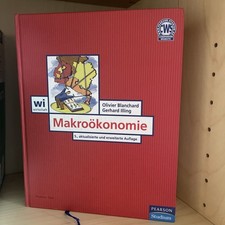 wi
Olivier Blanchard
Gerhard Illing
Makroökonomie
5., aktualisierte und erweiterte Auflage
PEARSON
Studium